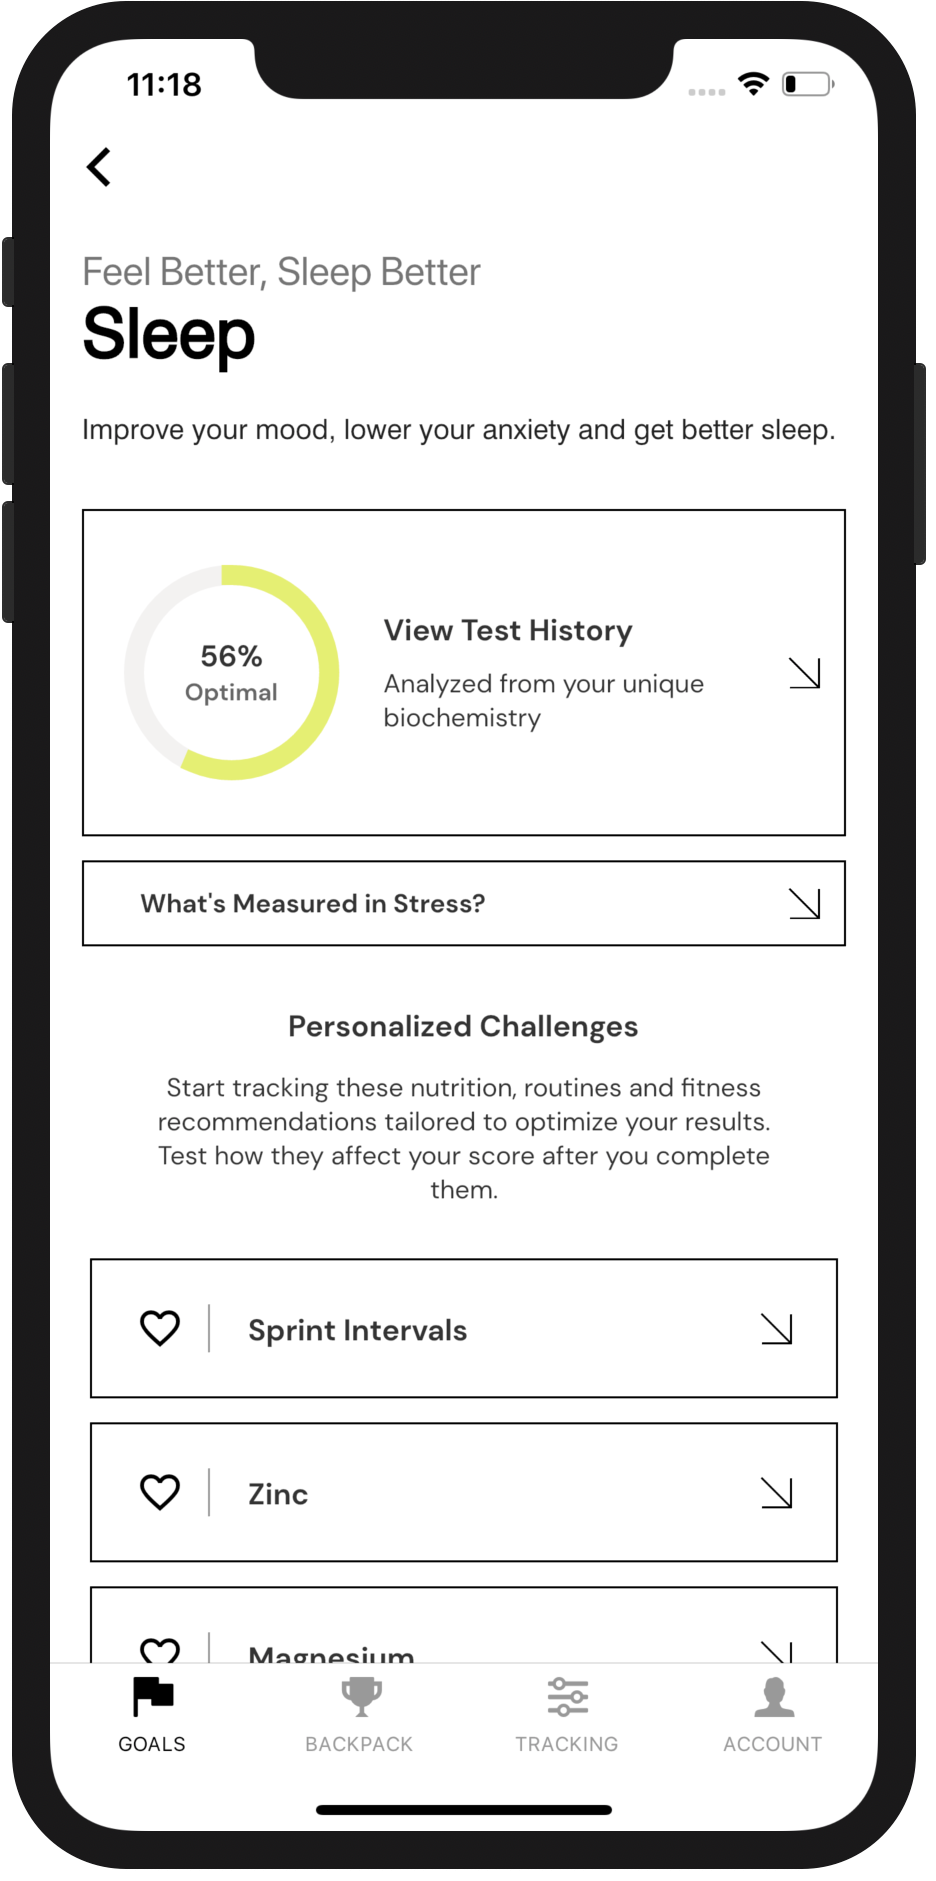 11:18
Feel Better, Sleep Better
Sleep
Improve your mood, lower your anxiety and get better sleep.
56%
Optimal
View Test History
Analyzed from your unique
biochemistry
What's Measured in Stress?
Personalized Challenges
Start tracking these nutrition, routines and fitness
recommendations tailored to optimize your results.
Test how they affect your score after you complete
them.
Sprint Intervals
Zinc
Magnesium
GOALS
BACKPACK
TRACKING
ACCOUNT